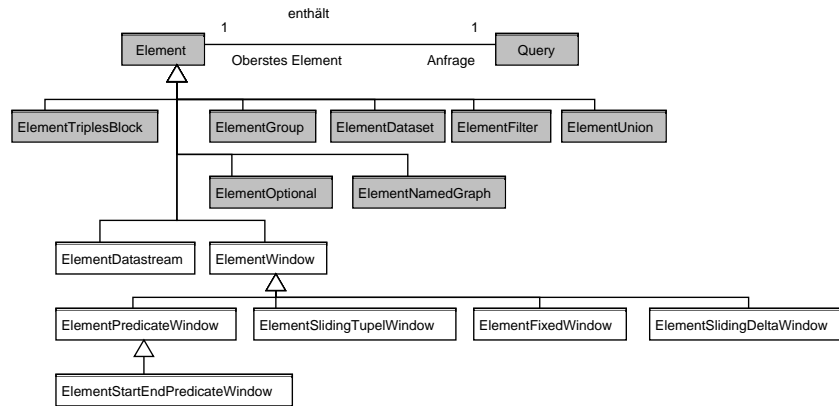 enthält
1
1
Element
Query
Oberstes Element
Anfrage
ElementTriplesBlock
ElementGroup
ElementDataset
ElementFilter
ElementUnion
ElementOptional
ElementNamedGraph
ElementDatastream
ElementWindow
ElementPredicateWindow
ElementSlidingTupelWindow
ElementFixedWindow
ElementSlidingDeltaWindow
ElementStartEndPredicateWindow